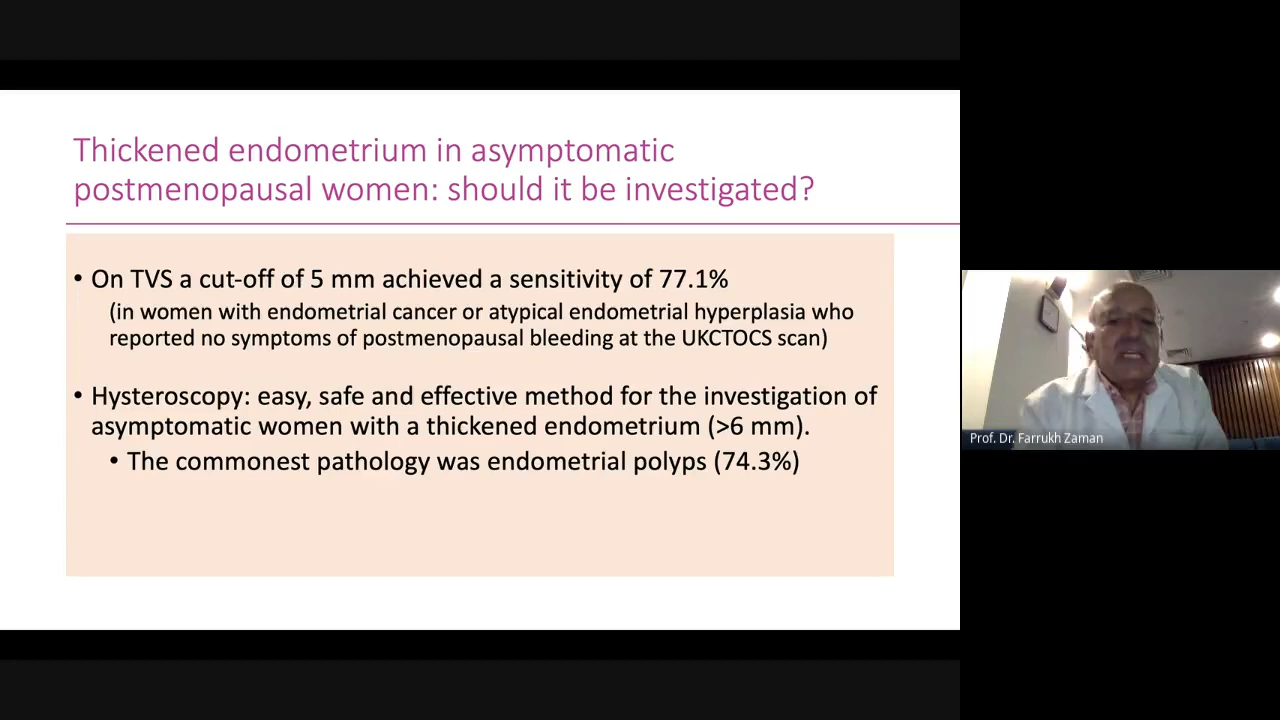 Thickened endometrium in asymptomatic
postmenopausal women: should it be investigated?
• On TVS a cut-off of 5 mm achieved a sensitivity of 77.1%
(in women with endometrial cancer or atypical endometrial hyperplasia who
reported no symptoms of postmenopausal bleeding at the UKCTOCS scan)
• Hysteroscopy: easy, safe and effective method for the investigation of
asymptomatic women with a thickened endometrium (>6 mm).
• The commonest pathology was endometrial polyps (74.3%)
Prof. Dr. Farrukh Zaman